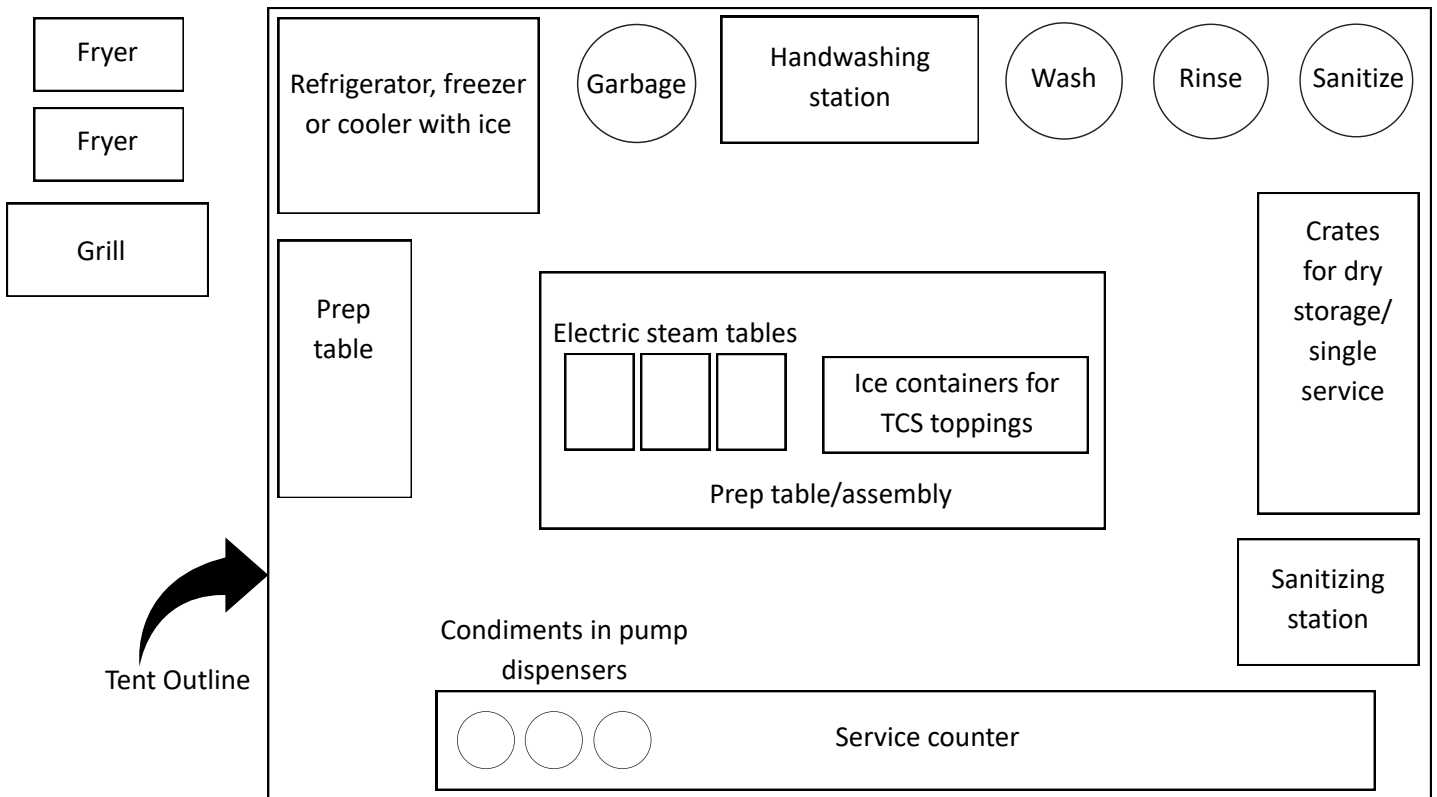 Fryer
Fryer
Grill
Refrigerator, freezer
or cooler with ice
Garbage
Handwashing
station
Wash
Rinse
Sanitize
Prep
table
Electric steam tables
Ice containers for
TCS toppings
Prep table/assembly
Crates
for dry
storage/
single
service
Sanitizing
station
Tent Outline
Condiments in pump
dispensers
Service counter